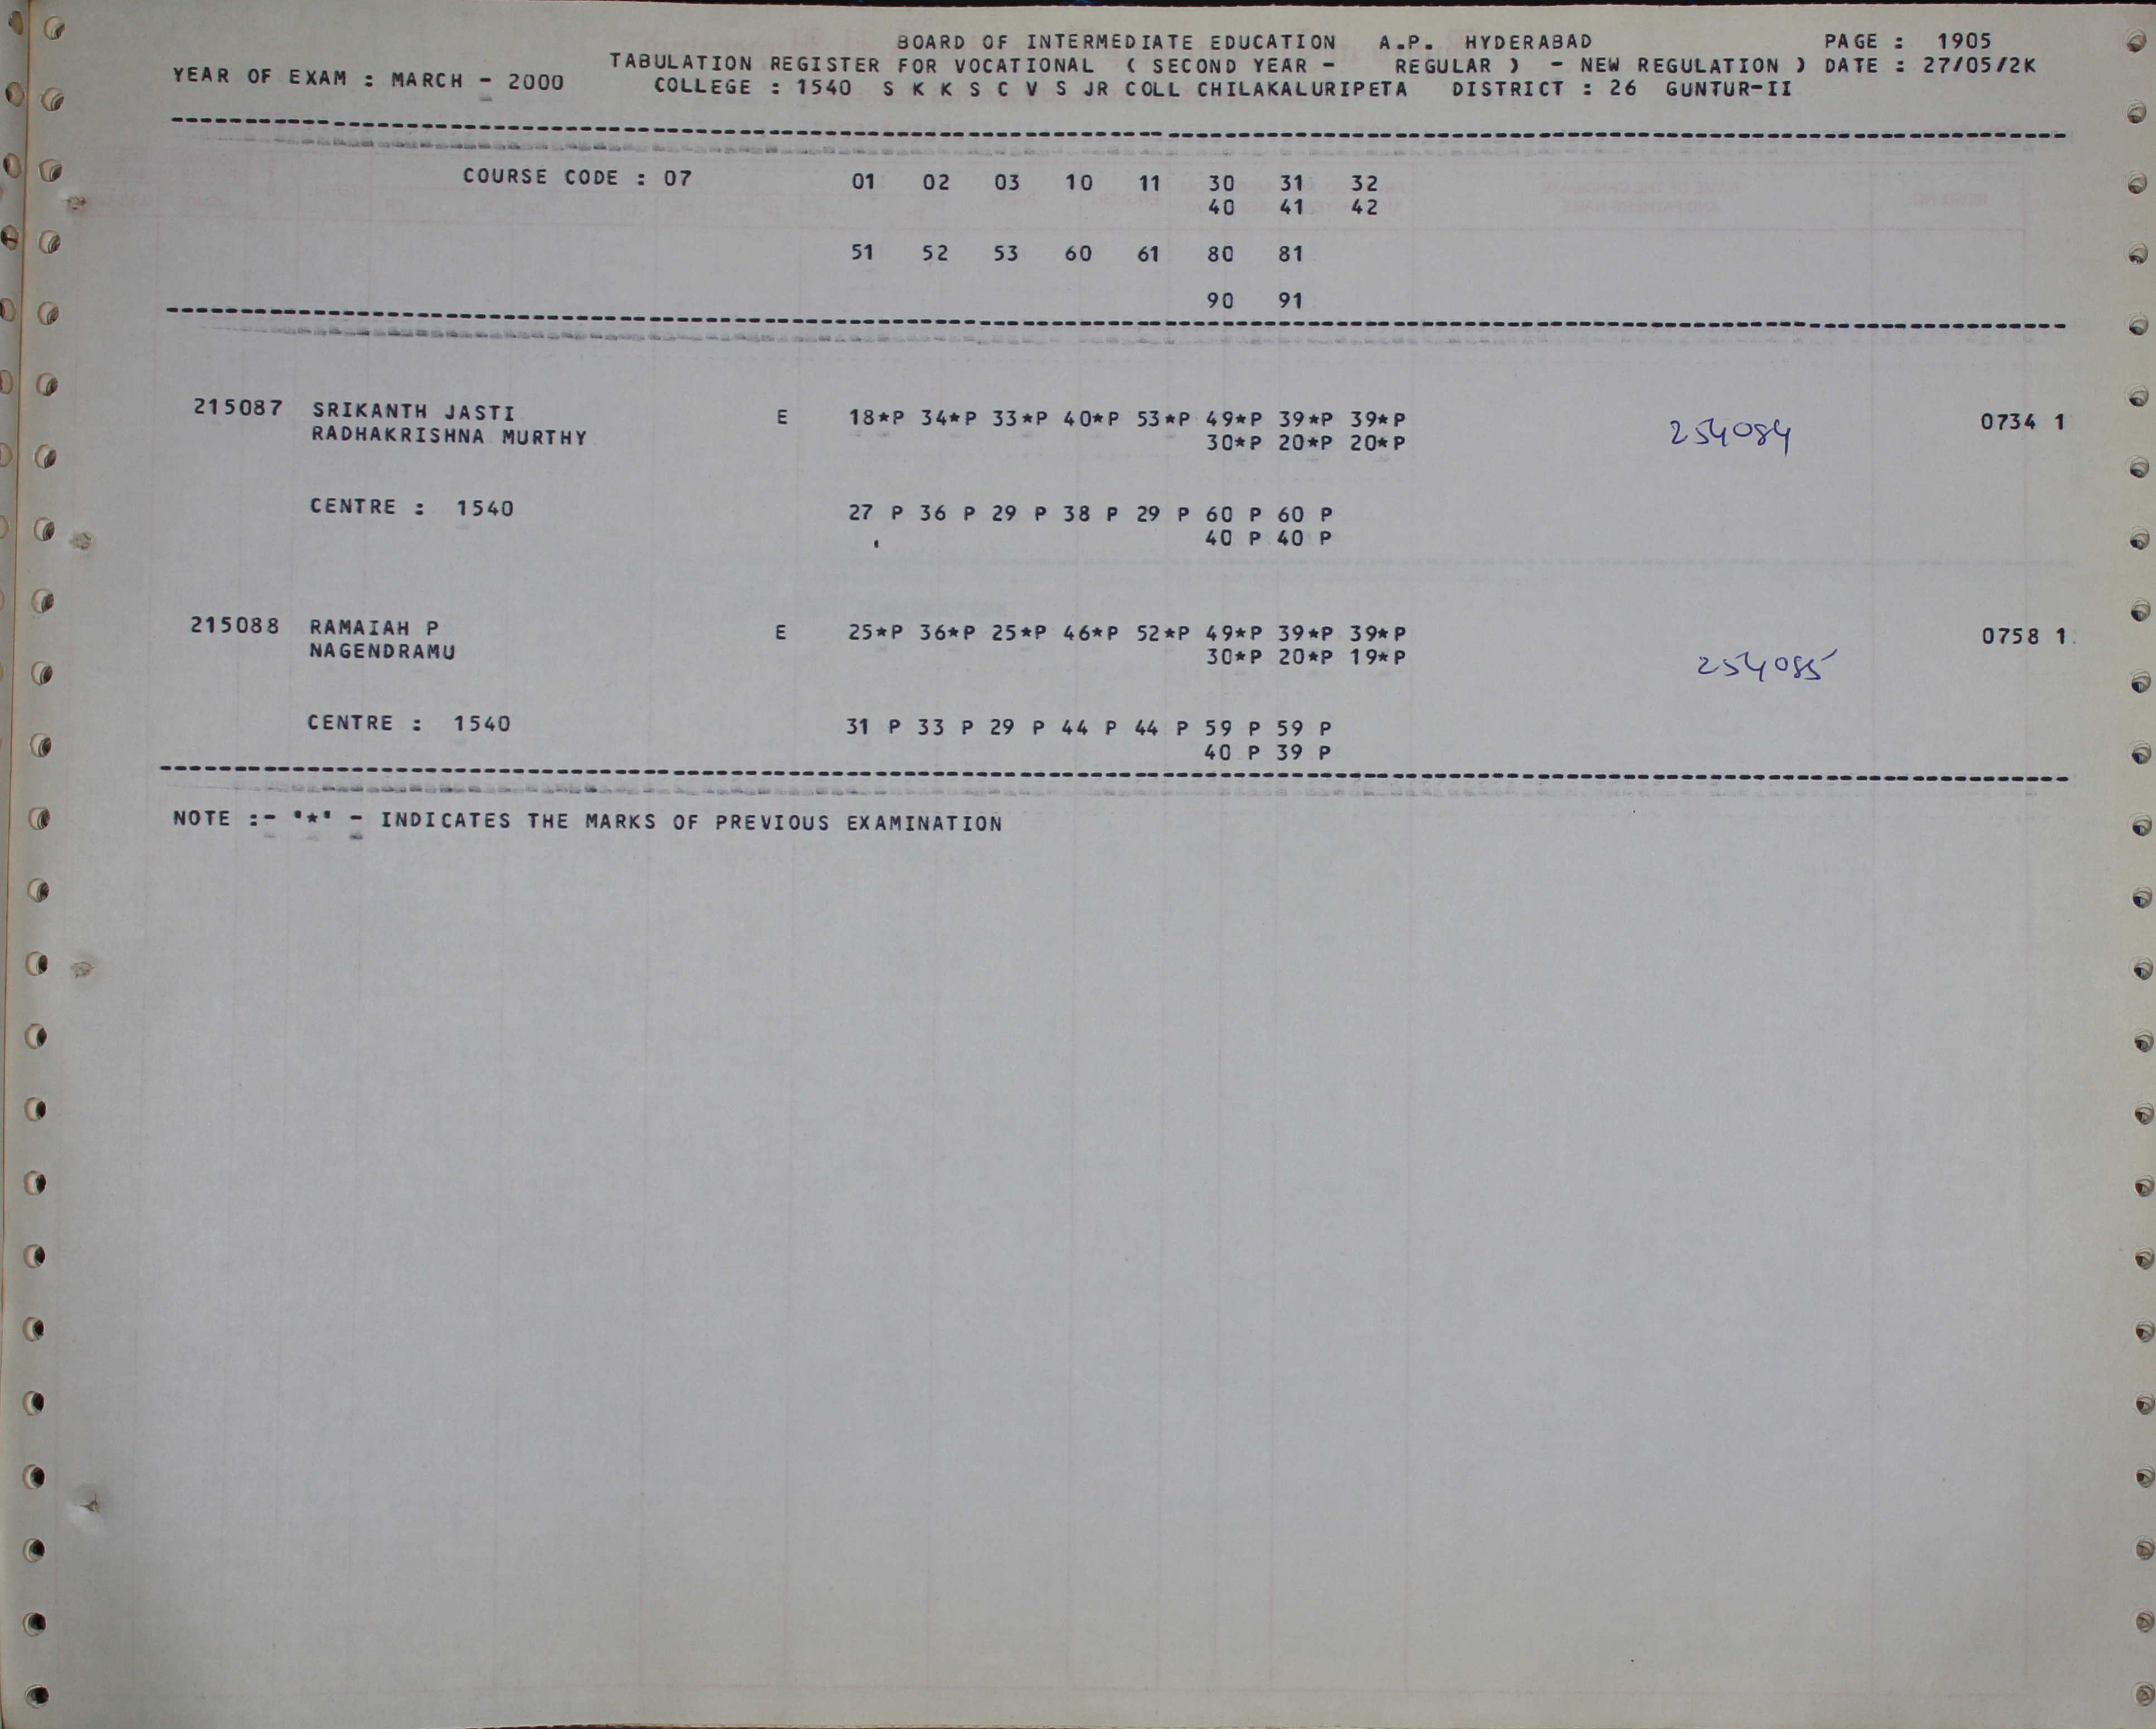 BOARD OF INTERMEDIATE EDUCATION A.P. HYDERABAD PAGE : 1905
TABULATION REGISTER FOR VOCATIONAL ( SECOND YEAR - REGULAR ) - NEW REGULATION ) DATE : 27/05/2K
YEAR OF EXAM : MARCH - 2000 COLLEGE : 1540 S K K S C V S JR COLL CHILAKALURIPETA DISTRICT : 26 GUNTUR-II
COURSE CODE : 07 01 02 03 10 11 30 31 32
40 41 42
51 52 53 60 61 80 81
90 91
215087 SRIKANTH JASTI E 18*P 34*P 33*P 40*P 53*P 49*P 39*P 39*P 254084 0734 1
RADHAKRISHNA MURTHY 30*P 20*P 20*P
CENTRE : 1540 27 P 36 P 29 P 38 P 29 P 60 P 60 P
40 P 40 P
215088 RAMAIAH P E 25*P 36*P 25*P 46*P 52*P 49*P 39*P 39*P 0758 1
NAGENDRAMU 30*P 20*P 19*P 254085
CENTRE : 1540 31 P 33 P 29 P 44 P 44 P 59 P 59 P
40 P 39 P
NOTE :- '*' - INDICATES THE MARKS OF PREVIOUS EXAMINATION